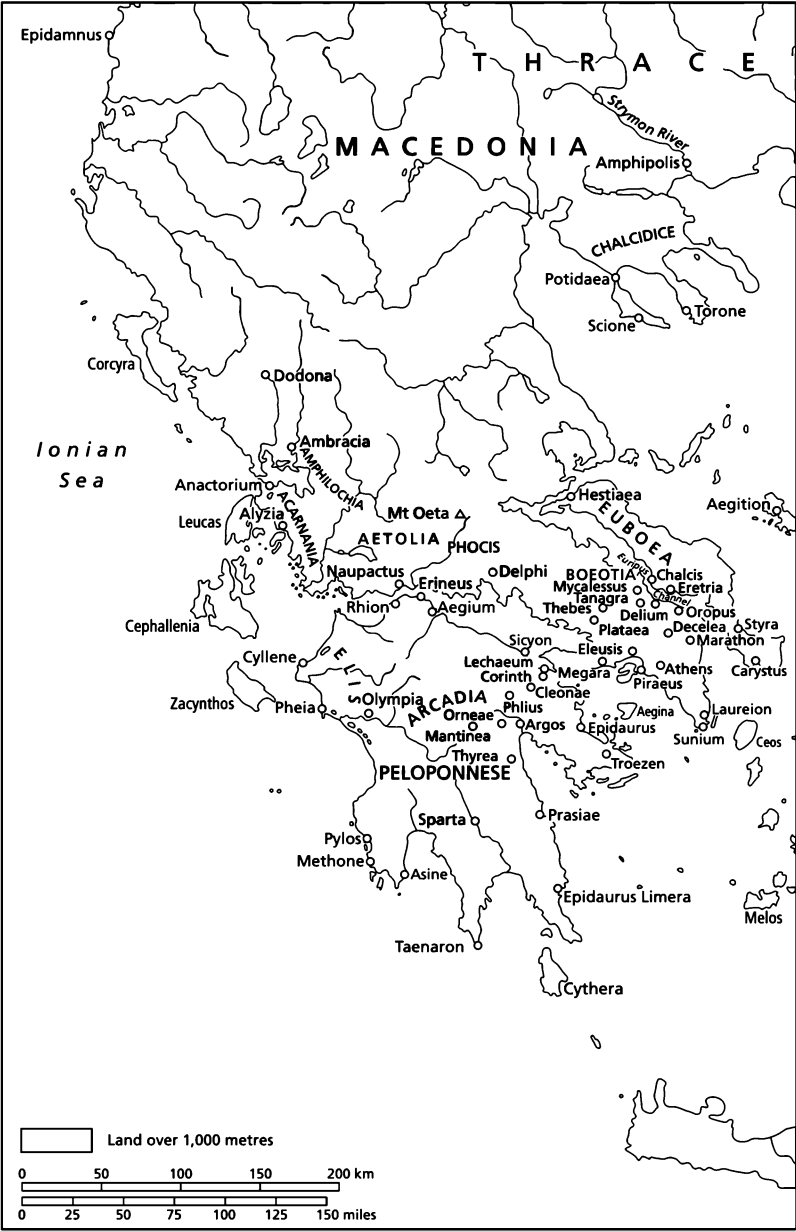 Epidamnus
THRACE
Strymon River
MACEDONIA
Amphipolis
CHALCIDICE
Potidaea
Torone
Scione
Corcyra
Dodona
Ionian
Sea
Ambracia
AMPHILOCHIA
Anactorium
Hestiaea
Aegition
Leucas
Alyzia
ACARNANIA
Mt Oeta
EUBOEA
AETOLIA
PHOCIS
Euripus
Channel
Naupactus
Erineus
Delphi
BOEOTIA
Chalcis
Mycalessus
Eretria
Tanagra
Rhion
Aegium
Thebes
Delium
Oropus
Cephallenia
Plataea
Decelea
Styra
Marathon
Sicyon
Eleusis
Cyllene
ELIS
Lechaeum
Corinth
Megara
Athens
Carystus
Piraeus
Cleonae
Zacynthos
Pheia
Olympia
ARCADIA
Phlius
Orneae
Aegina
Laureion
Mantinea
Argos
Epidaurus
Sunium
Ceos
Thyrea
Troezen
PELOPONNESE
Sparta
Prasiae
Pylos
Methone
Asine
Epidaurus Limera
Melos
Taenaron
Cythera
Land over 1,000 metres
0 50 100 150 200 km
0 25 50 75 100 125 150 miles